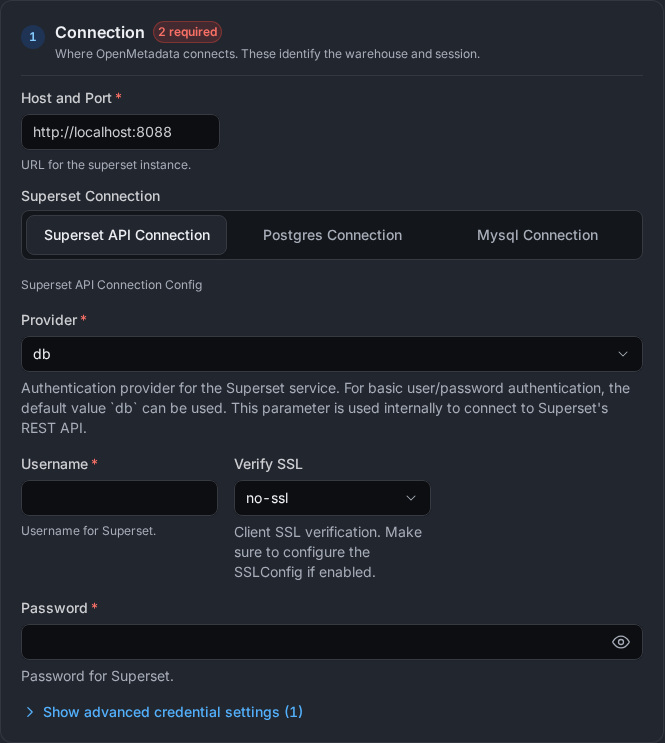 1
Connection 2 required
Where OpenMetadata connects. These identify the warehouse and session.
Host and Port *
http://localhost:8088
URL for the superset instance.
Superset Connection
Superset API Connection Postgres Connection Mysql Connection
Superset API Connection Config
Provider *
db
Authentication provider for the Superset service. For basic user/password authentication, the
default value `db` can be used. This parameter is used internally to connect to Superset's
REST API.
Username *
Username for Superset.
Verify SSL
no-ssl
Client SSL verification. Make
sure to configure the
SSLConfig if enabled.
Password *
Password for Superset.
Show advanced credential settings (1)